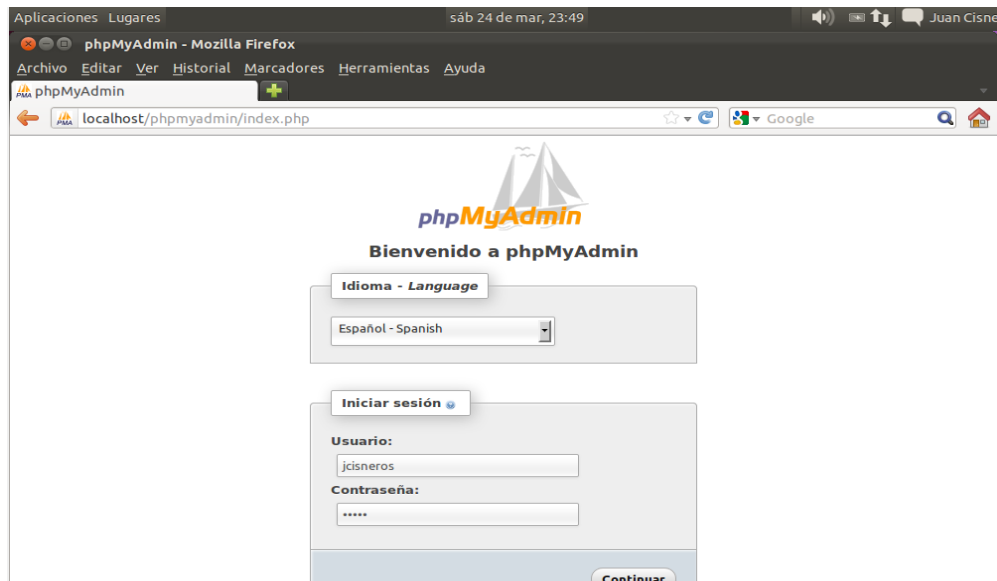 Aplicaciones Lugares sáb 24 de mar, 23:49 Juan Cisne
phpMyAdmin - Mozilla Firefox
Archivo Editar Ver Historial Marcadores Herramientas Ayuda
PMA phpMyAdmin
PMA localhost/phpmyadmin/index.php Google
phpMyAdmin
Bienvenido a phpMyAdmin
Idioma - Language
Español - Spanish
Iniciar sesión
Usuario:
jcisneros
Contraseña:
•••••
Continuar